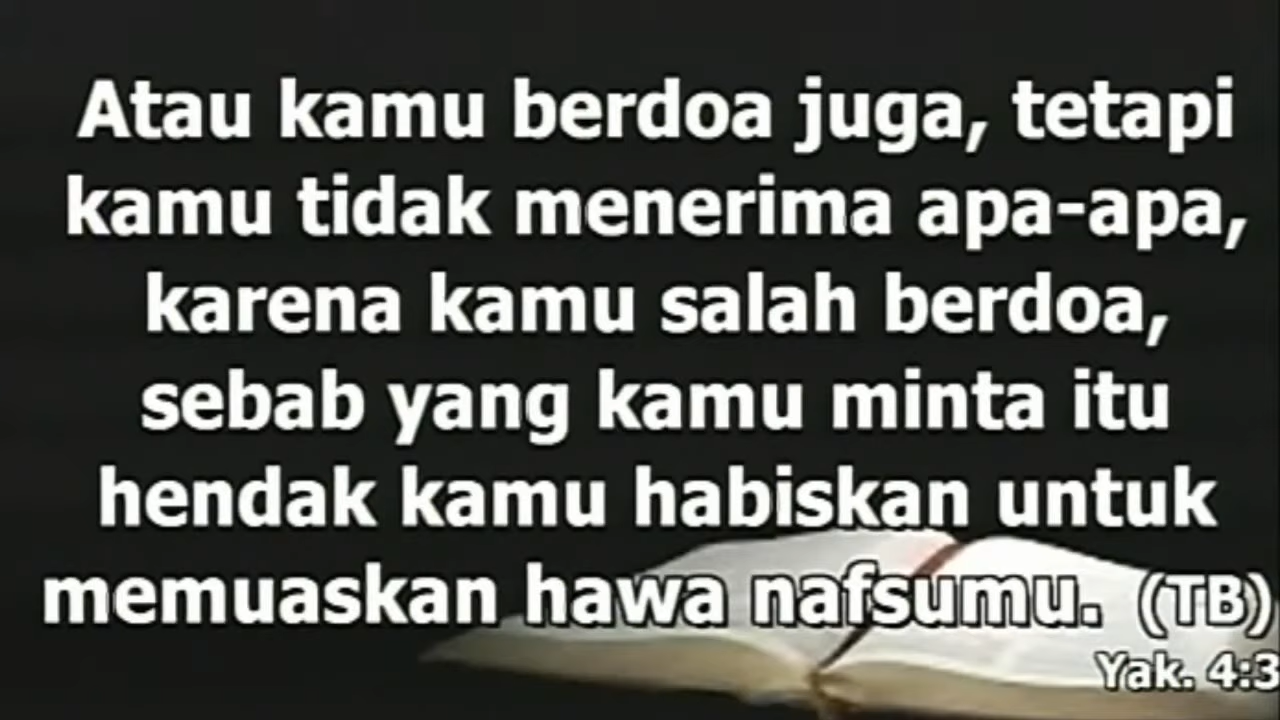 Atau kamu berdoa juga, tetapi
kamu tidak menerima apa-apa,
karena kamu salah berdoa,
sebab yang kamu minta itu
hendak kamu habiskan untuk
memuaskan hawa nafsumu. (TB)
Yak. 4:3